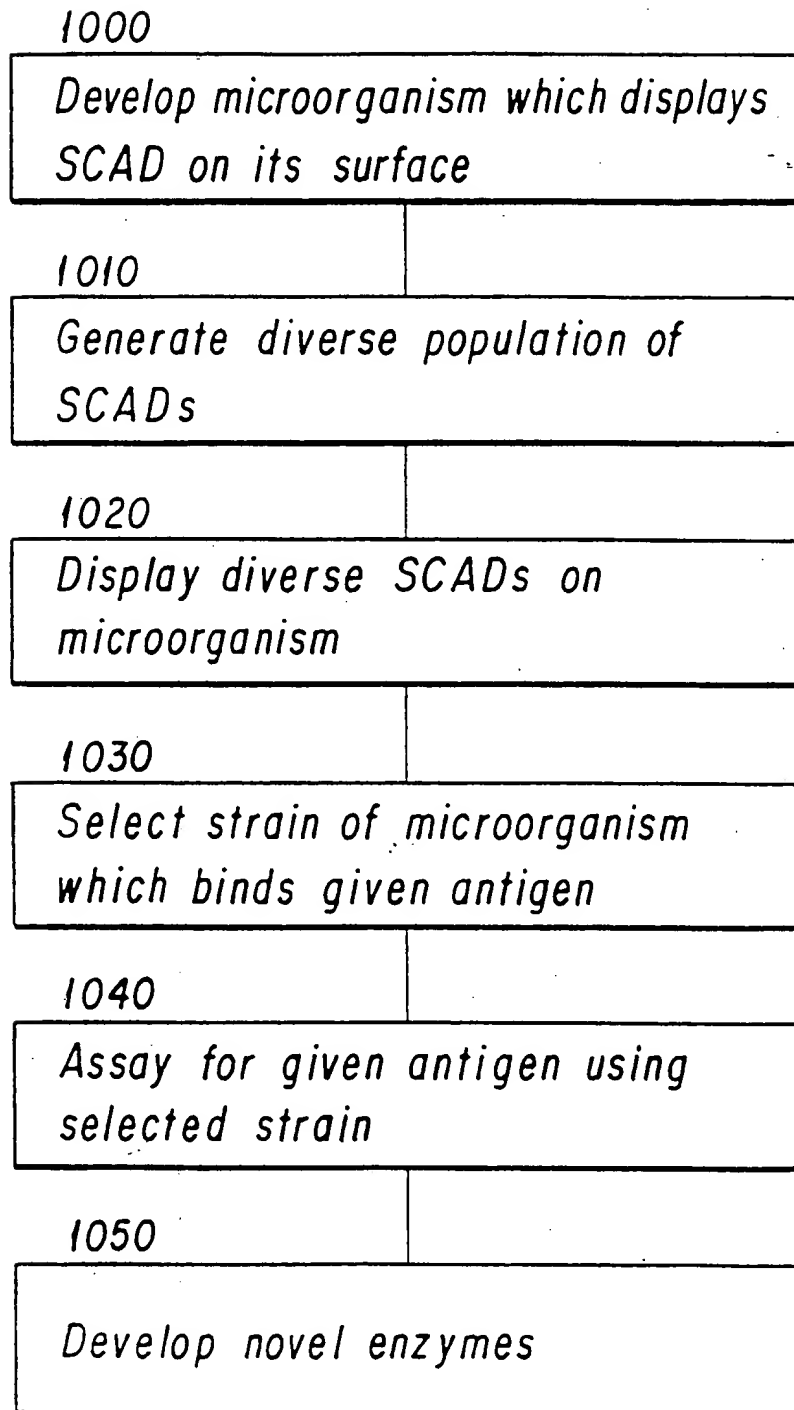 1000
Develop microorganism which displays
SCAD on its surface
1010
Generate diverse population of
SCADs
1020
Display diverse SCADs on
microorganism
1030
Select strain of microorganism
which binds given antigen
1040
Assay for given antigen using
selected strain
1050
Develop novel enzymes